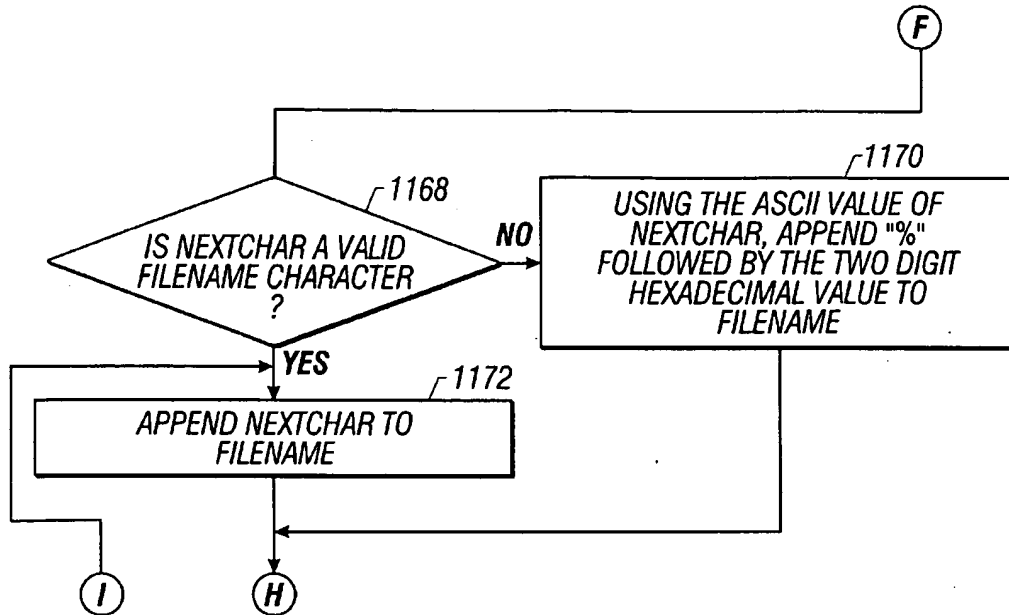 F
1168
IS NEXTCHAR A VALID
FILENAME CHARACTER
?
NO
1170
USING THE ASCII VALUE OF
NEXTCHAR, APPEND "%"
FOLLOWED BY THE TWO DIGIT
HEXADECIMAL VALUE TO
FILENAME
YES
1172
APPEND NEXTCHAR TO
FILENAME
I
H